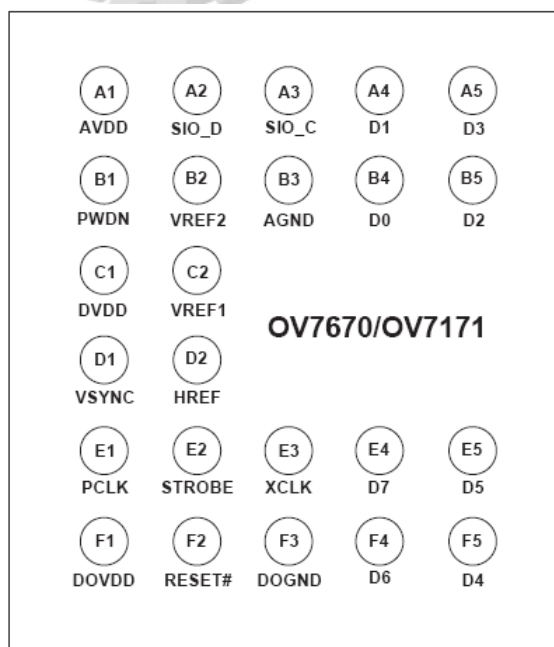 A1 A2 A3 A4 A5
AVDD SIO_D SIO_C D1 D3
B1 B2 B3 B4 B5
PWDN VREF2 AGND D0 D2
C1 C2
DVDD VREF1
OV7670/OV7171
D1 D2
VSYNC HREF
E1 E2 E3 E4 E5
PCLK STROBE XCLK D7 D5
F1 F2 F3 F4 F5
DOVDD RESET# DOGND D6 D4